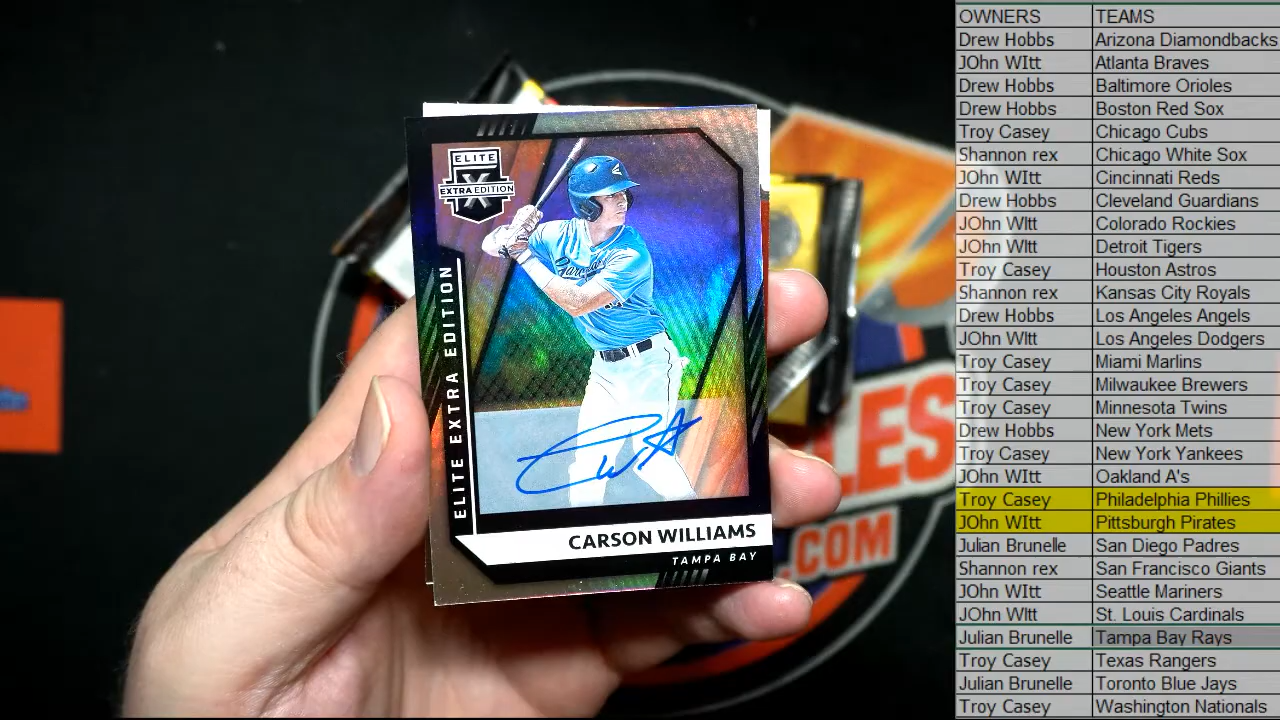 ELITE
X
EXTRA EDITION
ELITE EXTRA EDITION
CARSON WILLIAMS
TAMPA BAY
LES
.COM
OWNERS TEAMS
Drew Hobbs Arizona Diamondbacks
JOhn WItt Atlanta Braves
Drew Hobbs Baltimore Orioles
Drew Hobbs Boston Red Sox
Troy Casey Chicago Cubs
Shannon rex Chicago White Sox
JOhn WItt Cincinnati Reds
Drew Hobbs Cleveland Guardians
JOhn WItt Colorado Rockies
JOhn WItt Detroit Tigers
Troy Casey Houston Astros
Shannon rex Kansas City Royals
Drew Hobbs Los Angeles Angels
JOhn WItt Los Angeles Dodgers
Troy Casey Miami Marlins
Troy Casey Milwaukee Brewers
Troy Casey Minnesota Twins
Drew Hobbs New York Mets
Troy Casey New York Yankees
JOhn WItt Oakland A's
Troy Casey Philadelphia Phillies
JOhn WItt Pittsburgh Pirates
Julian Brunelle San Diego Padres
Shannon rex San Francisco Giants
JOhn WItt Seattle Mariners
JOhn WItt St. Louis Cardinals
Julian Brunelle Tampa Bay Rays
Troy Casey Texas Rangers
Julian Brunelle Toronto Blue Jays
Troy Casey Washington Nationals